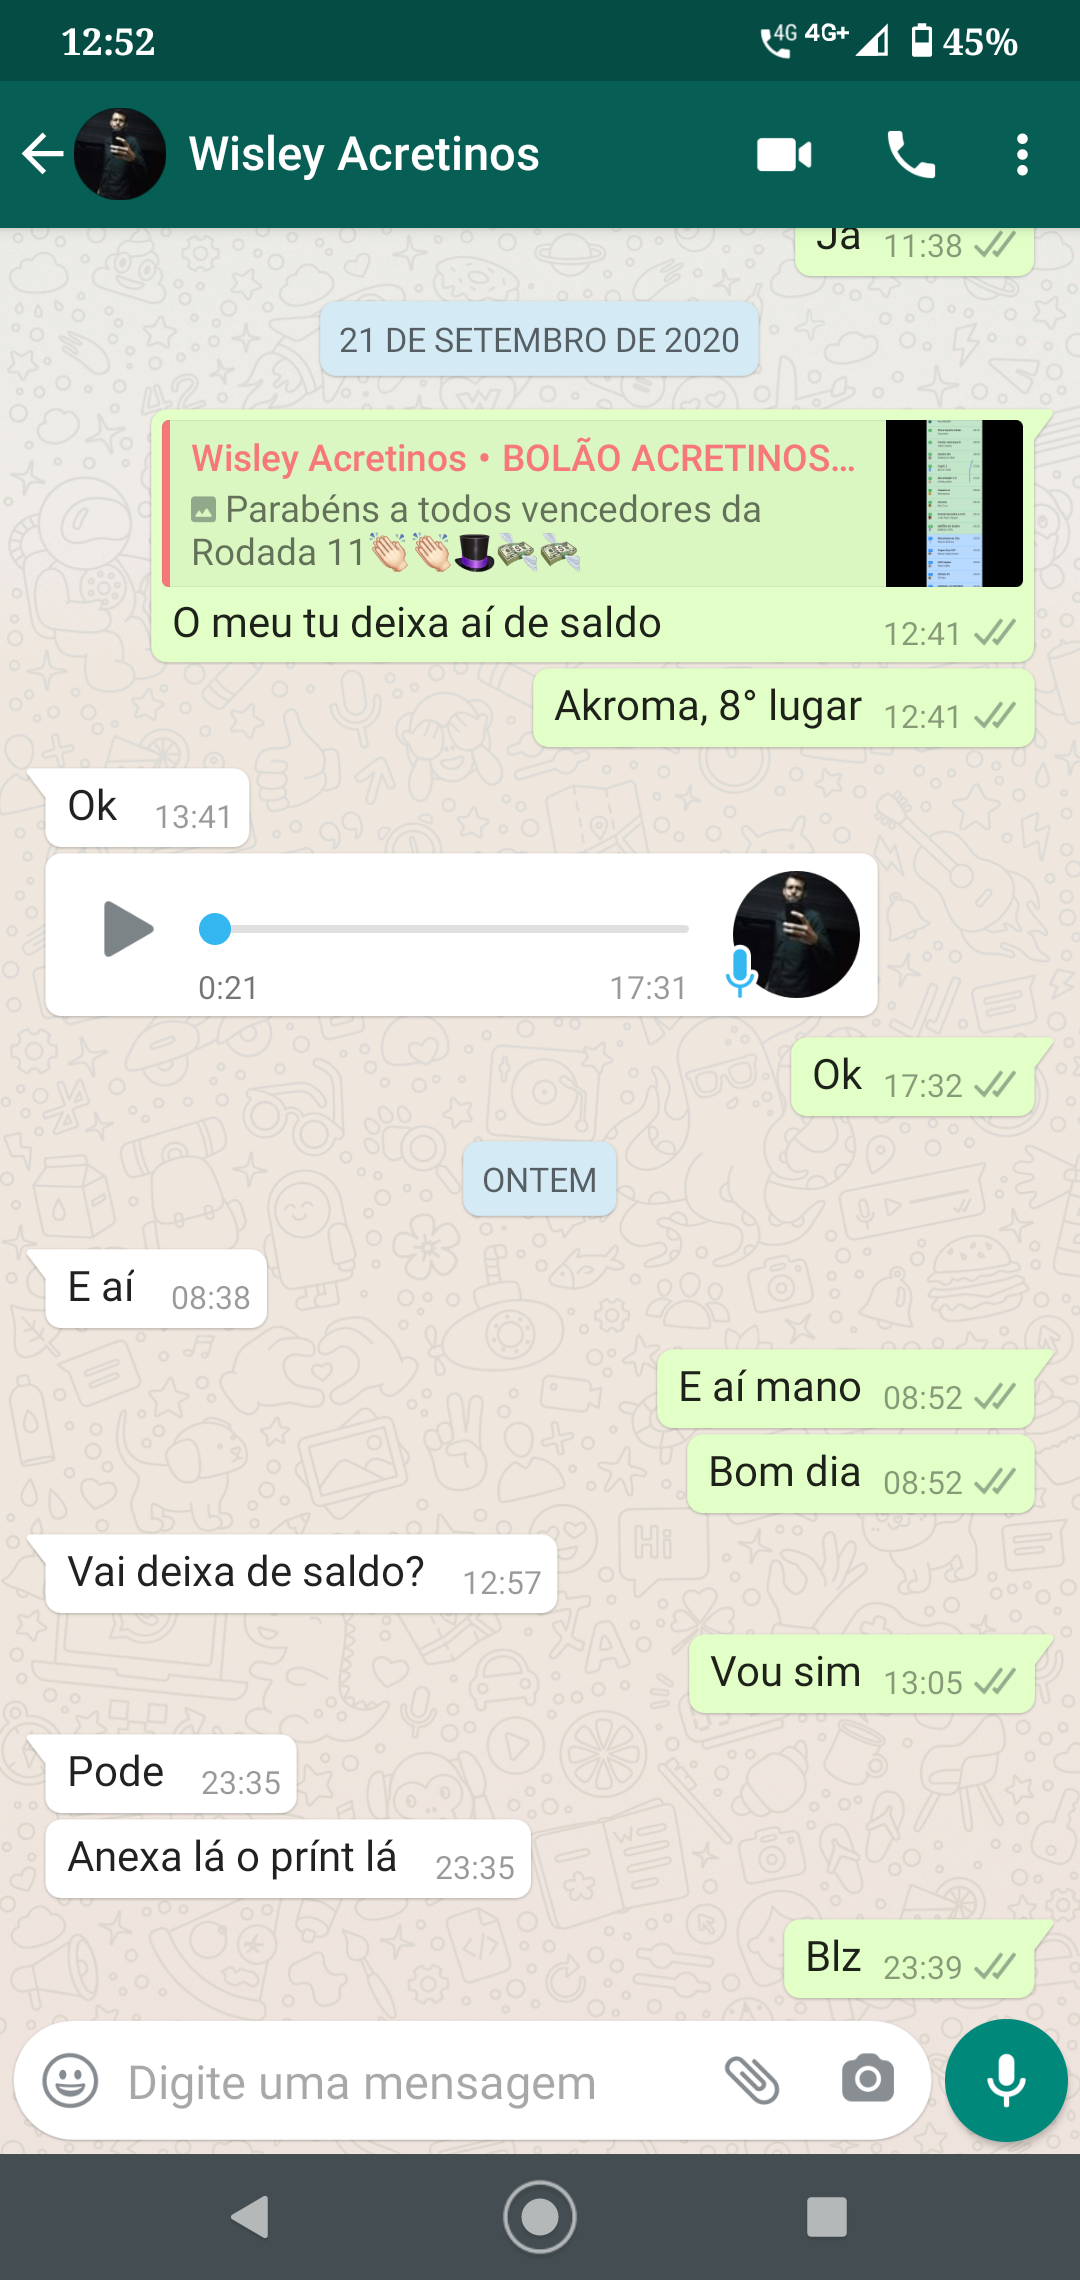 12:52
4G 4G+ 45%
Wisley Acretinos
Ja 11:38
21 DE SETEMBRO DE 2020
Wisley Acretinos • BOLÃO ACRETINOS...
Parabéns a todos vencedores da
Rodada 11👏🏻👏🏻🎩💸💸
O meu tu deixa aí de saldo 12:41
Akroma, 8° lugar 12:41
Ok 13:41
0:21 17:31
Ok 17:32
ONTEM
E aí 08:38
E aí mano 08:52
Bom dia 08:52
Vai deixa de saldo? 12:57
Vou sim 13:05
Pode 23:35
Anexa lá o prínt lá 23:35
Blz 23:39
Digite uma mensagem